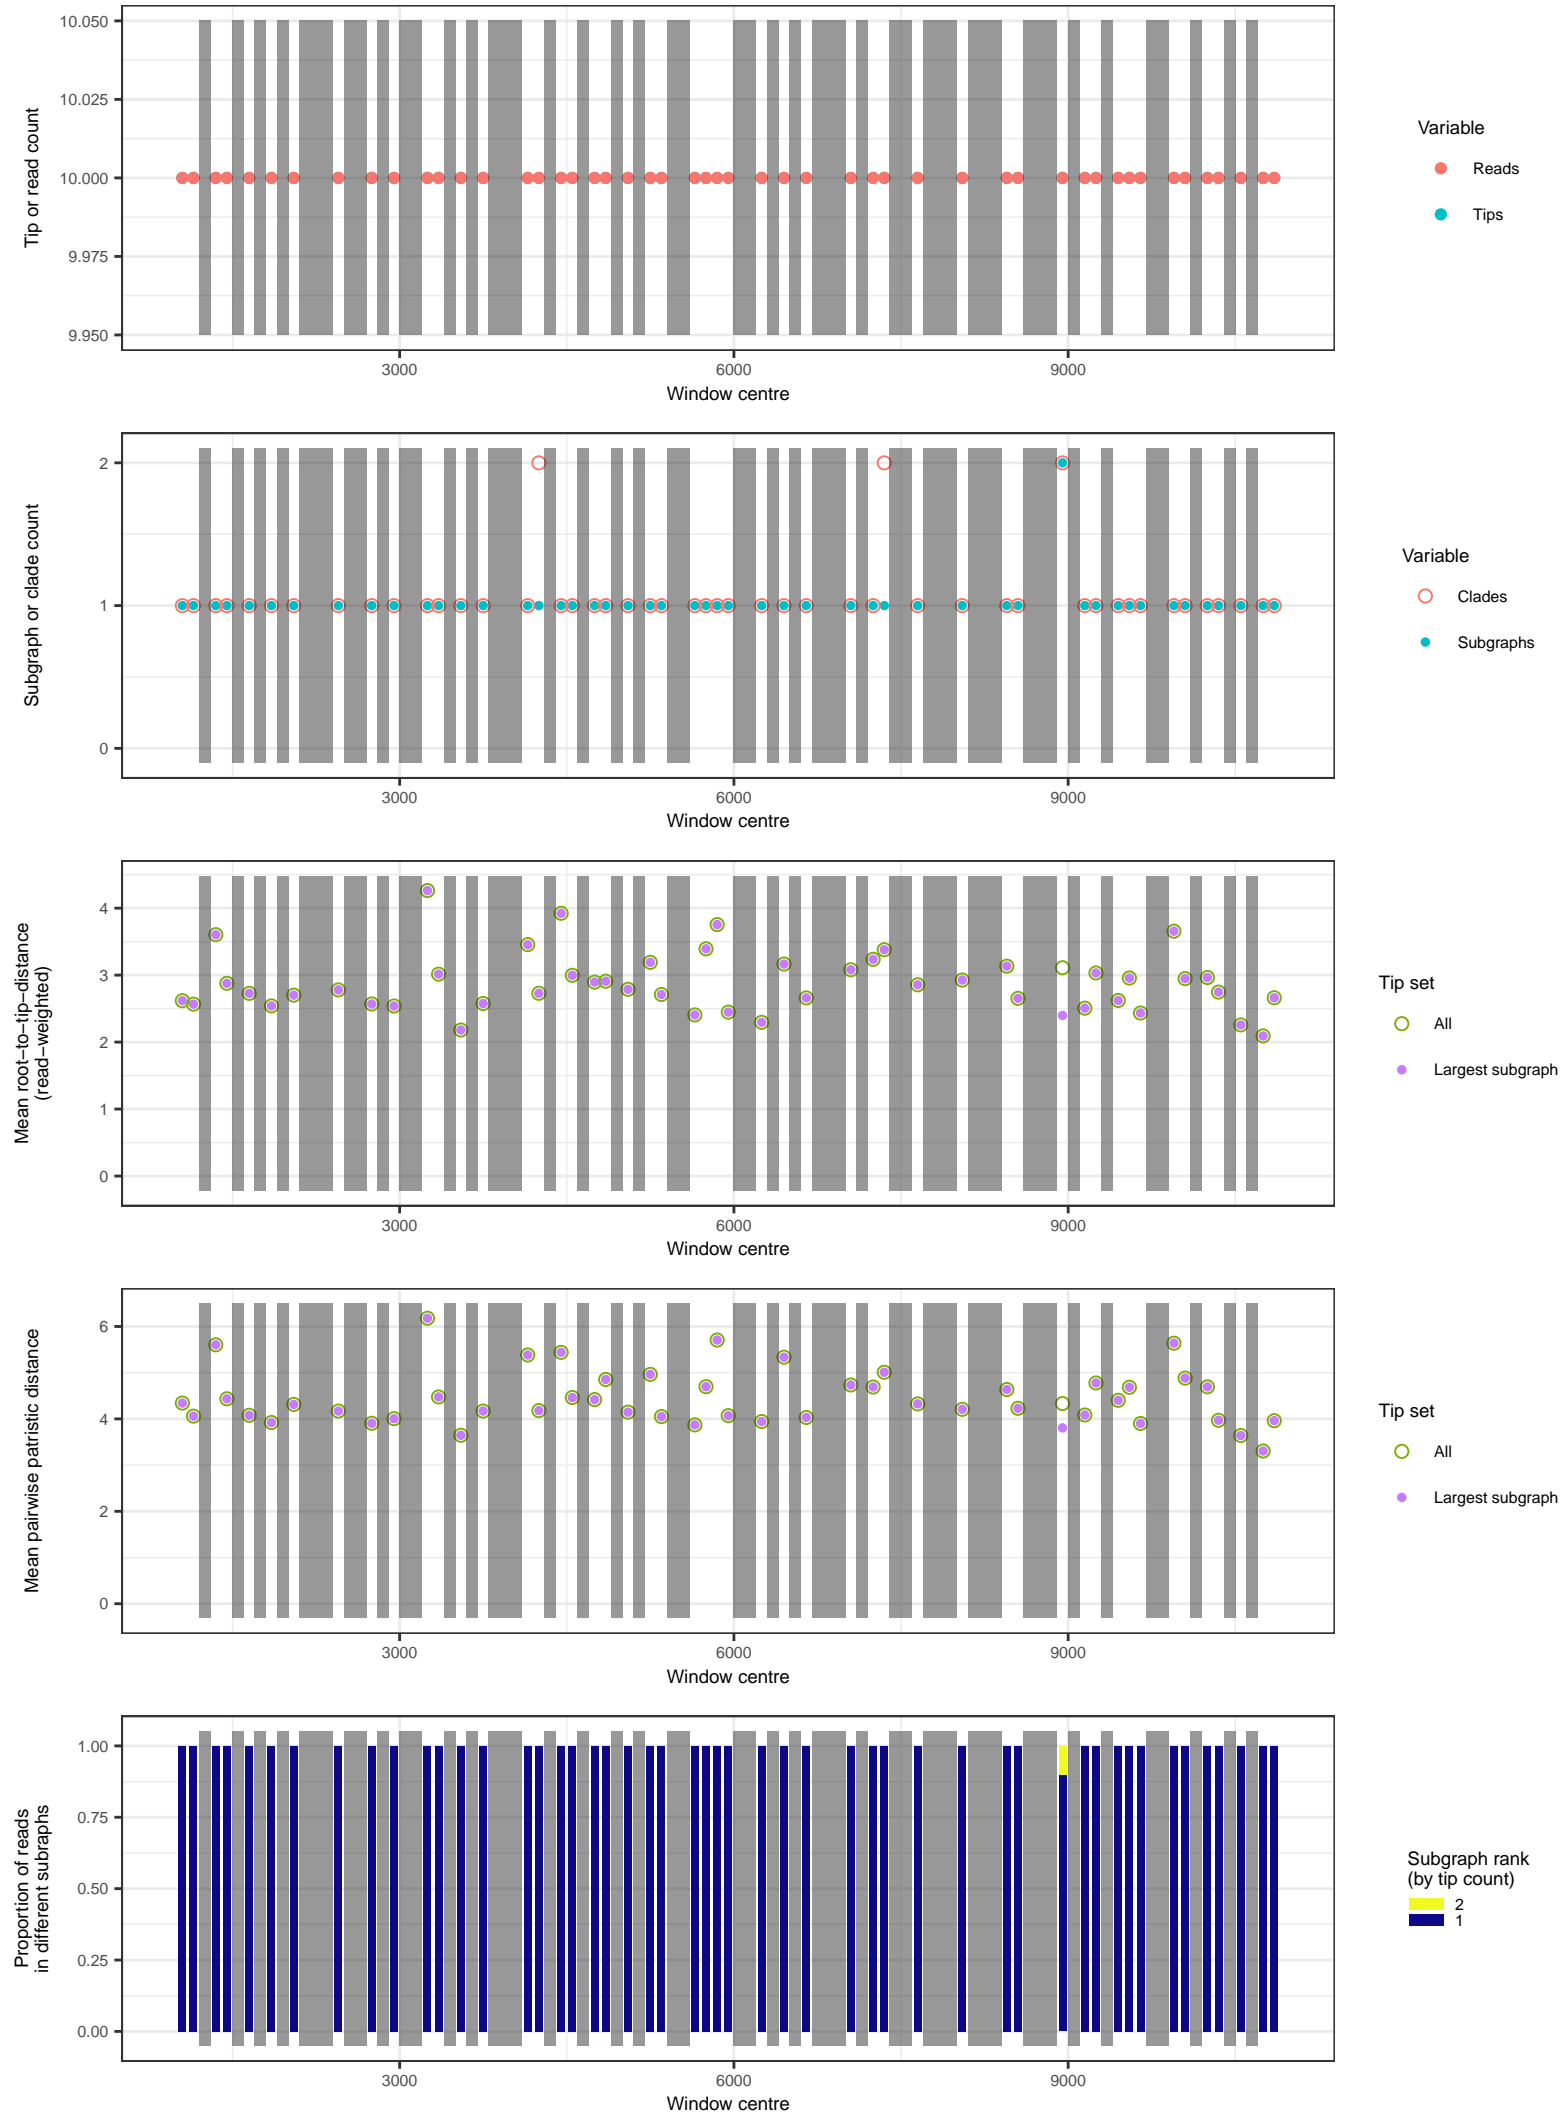 10.050
10.025
10.000
9.975
9.950
Tip or read count
3000
6000
9000
Window centre
Variable
Reads
Tips
2
1
0
Subgraph or clade count
3000
6000
9000
Window centre
Variable
Clades
Subgraphs
4
3
2
1
0
Mean root−to−tip−distance
(read−weighted)
3000
6000
9000
Window centre
Tip set
All
Largest subgraph
6
4
2
0
Mean pairwise patristic distance
3000
6000
9000
Window centre
Tip set
All
Largest subgraph
1.00
0.75
0.50
0.25
0.00
Proportion of reads
in different subraphs
3000
6000
9000
Window centre
Subgraph rank
(by tip count)
2
1